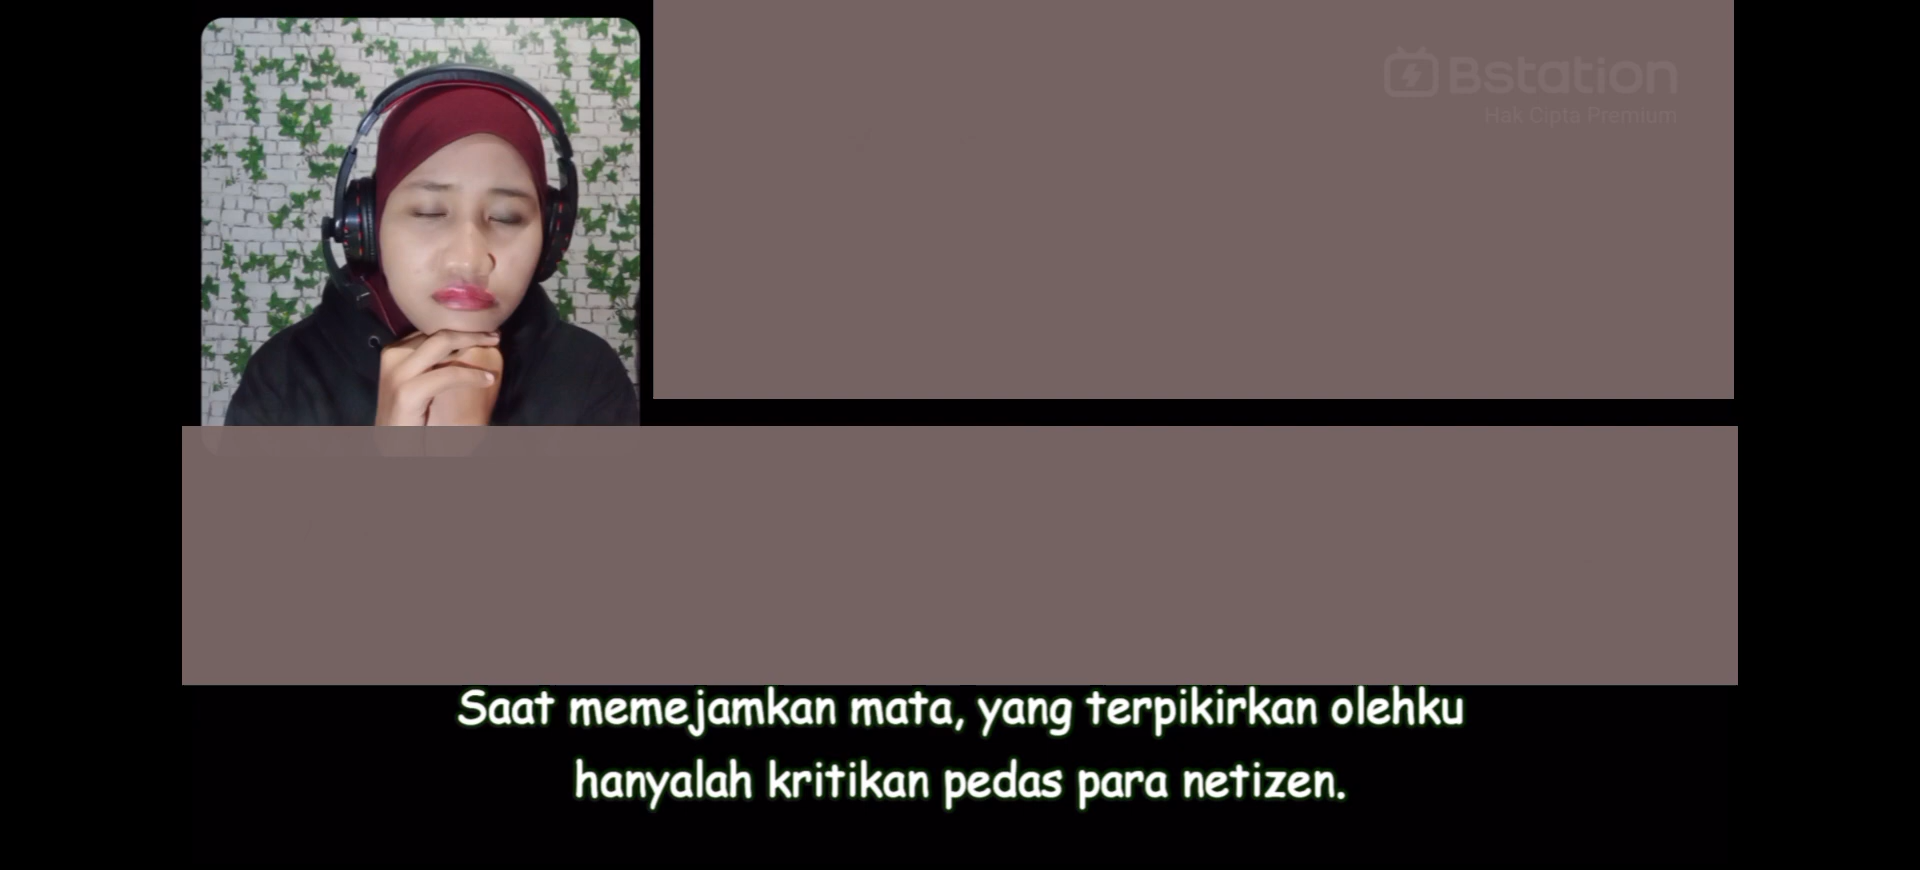 Bstation
Hak Cipta Premium
Saat memejamkan mata, yang terpikirkan olehku
hanyalah kritikan pedas para netizen.